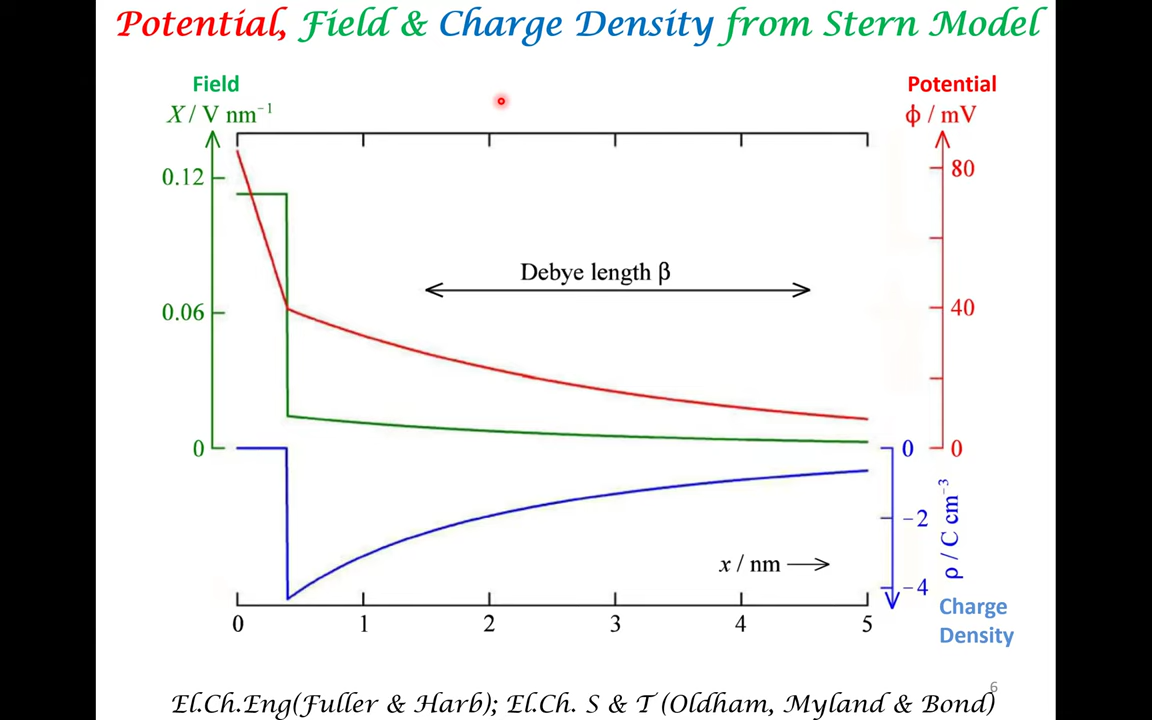 Potential, Field & Charge Density from Stern Model
Field
X / V nm⁻¹
Potential
ϕ / mV
0.12
80
Debye length β
0.06
40
0
0
0
-2
ρ / C cm⁻³
x / nm
-4
0
1
2
3
4
5
Charge
Density
6
El.Ch.Eng(Fuller & Harb); El.Ch. S & T (Oldham, Myland & Bond)